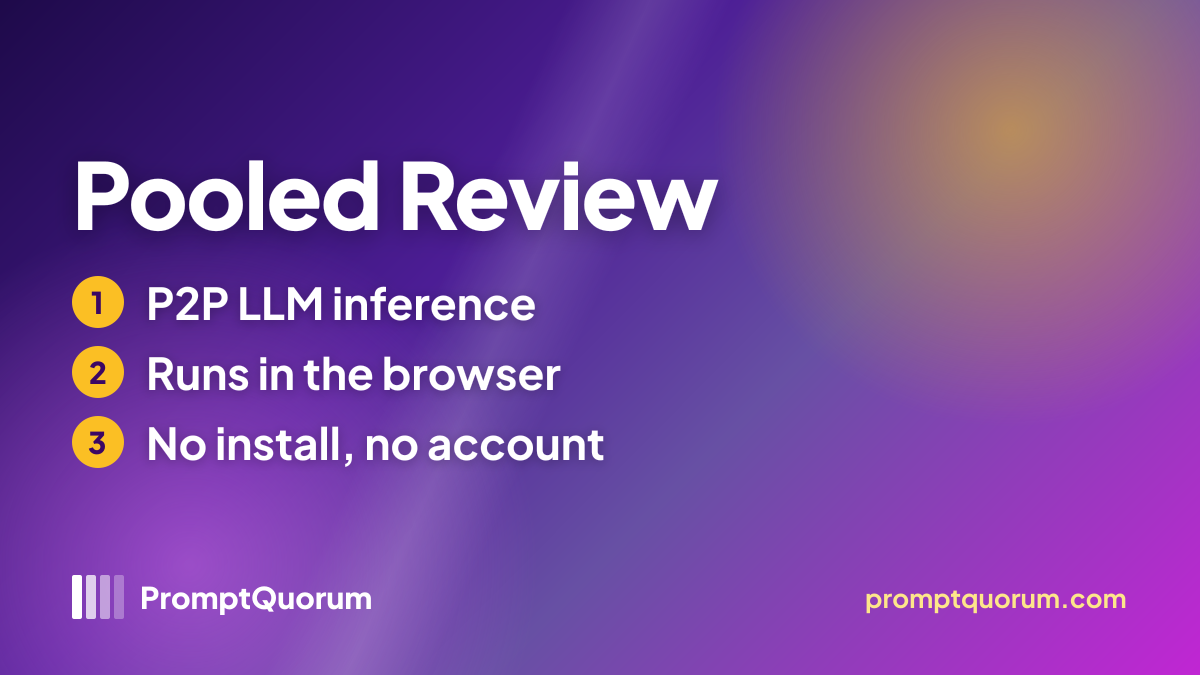 Pooled Review
1 P2P LLM inference
2 Runs in the browser
3 No install, no account
PromptQuorum
promptquorum.com